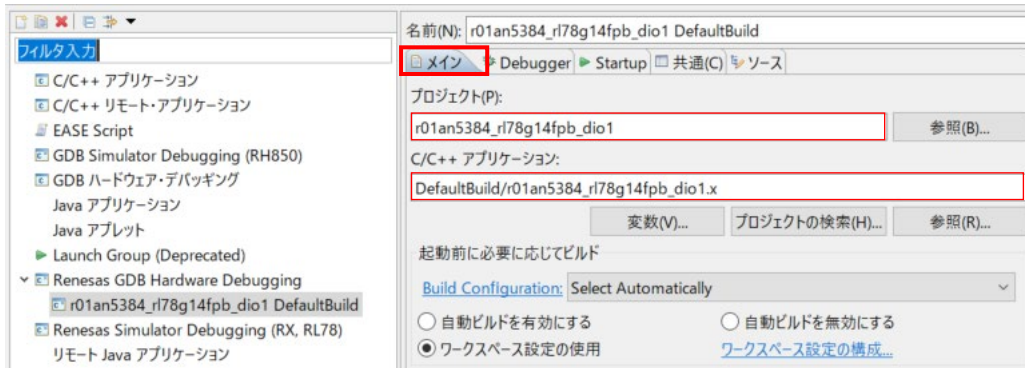 フィルタ入力
C/C++ アプリケーション
C/C++ リモート・アプリケーション
EASE Script
GDB Simulator Debugging (RH850)
GDB ハードウェア・デバッギング
Java アプリケーション
Java アプレット
Launch Group (Deprecated)
Renesas GDB Hardware Debugging
r01an5384_rl78g14fpb_dio1 DefaultBuild
Renesas Simulator Debugging (RX, RL78)
リモート Java アプリケーション
名前(N): r01an5384_rl78g14fpb_dio1 DefaultBuild
メイン Debugger Startup 共通(C) ソース
プロジェクト(P):
r01an5384_rl78g14fpb_dio1 参照(B)...
C/C++ アプリケーション:
DefaultBuild/r01an5384_rl78g14fpb_dio1.x
変数(V)... プロジェクトの検索(H)... 参照(R)...
起動前に必要に応じてビルド
Build Configuration: Select Automatically
自動ビルドを有効にする 自動ビルドを無効にする
ワークスペース設定の使用 ワークスペース設定の構成...